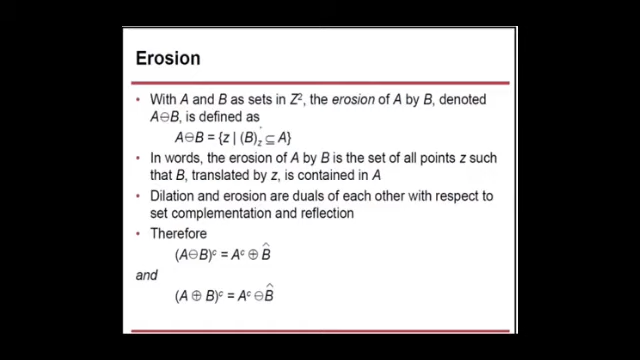 Erosion
• With A and B as sets in Z², the erosion of A by B, denoted
A⊖B, is defined as
A⊖B = {z | (B)z ⊆ A}
• In words, the erosion of A by B is the set of all points z such
that B, translated by z, is contained in A
• Dilation and erosion are duals of each other with respect to
set complementation and reflection
• Therefore
(A⊖B)ᶜ = Aᶜ ⊕ B̂
and
(A ⊕ B)ᶜ = Aᶜ ⊖ B̂